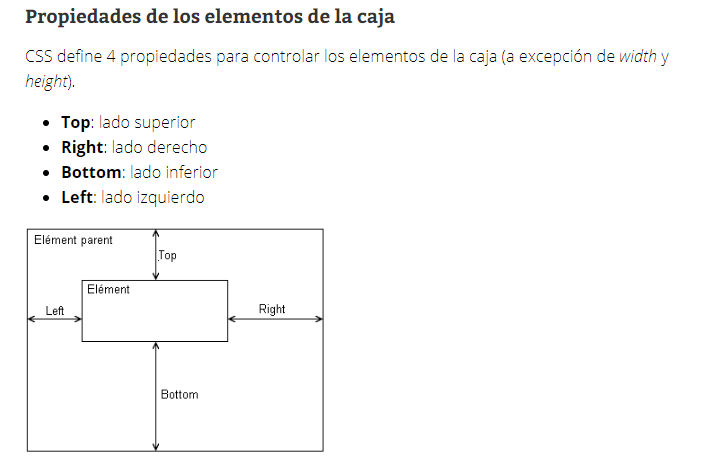 Propiedades de los elementos de la caja
CSS define 4 propiedades para controlar los elementos de la caja (a excepción de width y
height).
• Top: lado superior
• Right: lado derecho
• Bottom: lado inferior
• Left: lado izquierdo
Elément parent
Top
Elément
Left
Right
Bottom